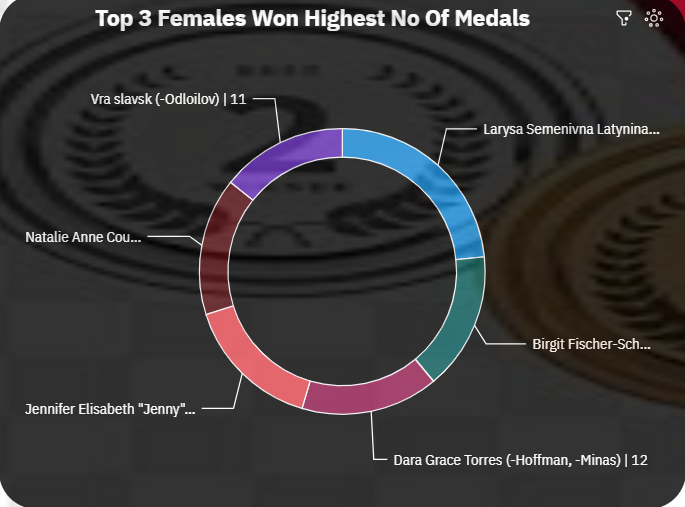 Top 3 Females Won Highest No Of Medals
Vra slavsk (-Odloilov) | 11
Larysa Semenivna Latynina...
Natalie Anne Cou...
Birgit Fischer-Sch...
Jennifer Elisabeth "Jenny"...
Dara Grace Torres (-Hoffman, -Minas) | 12
2